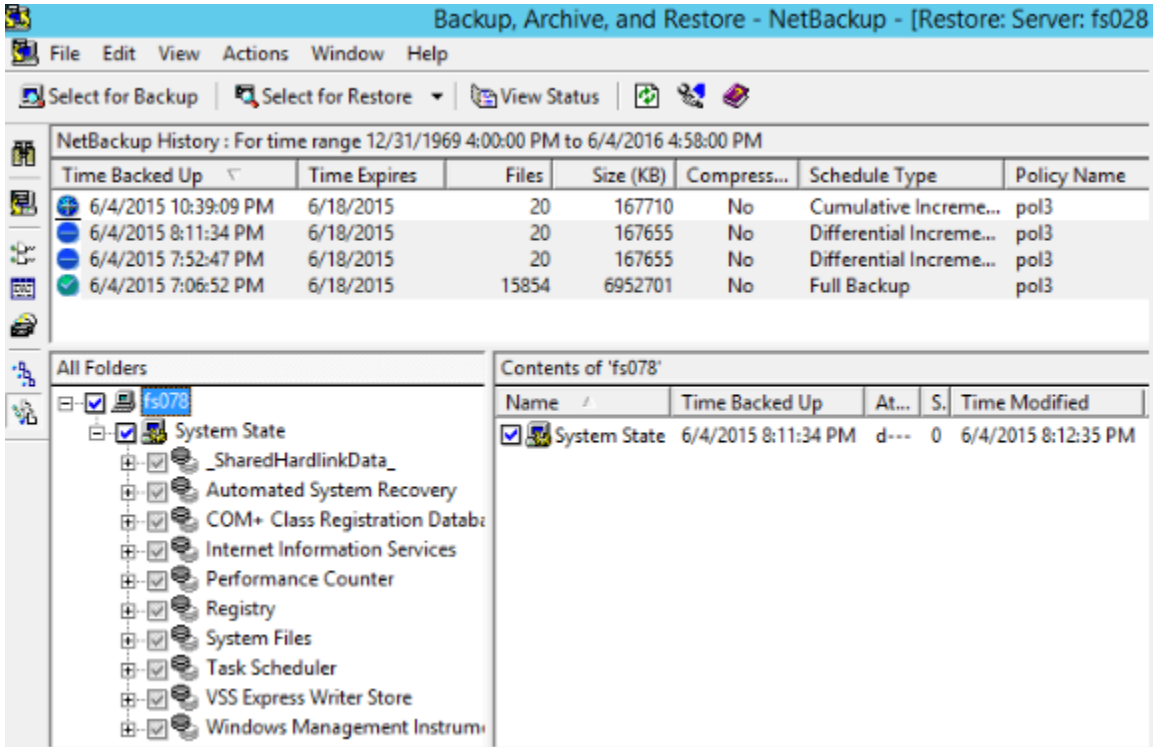 Backup, Archive, and Restore - NetBackup - [Restore: Server: fs028
File Edit View Actions Window Help
Select for Backup Select for Restore View Status
NetBackup History : For time range 12/31/1969 4:00:00 PM to 6/4/2016 4:58:00 PM
Time Backed Up Time Expires Files Size (KB) Compress... Schedule Type Policy Name
6/4/2015 10:39:09 PM 6/18/2015 20 167710 No Cumulative Increme... pol3
6/4/2015 8:11:34 PM 6/18/2015 20 167655 No Differential Increme... pol3
6/4/2015 7:52:47 PM 6/18/2015 20 167655 No Differential Increme... pol3
6/4/2015 7:06:52 PM 6/18/2015 15854 6952701 No Full Backup pol3
All Folders
fs078
System State
_SharedHardlinkData_
Automated System Recovery
COM+ Class Registration Databa
Internet Information Services
Performance Counter
Registry
System Files
Task Scheduler
VSS Express Writer Store
Windows Management Instrum
Contents of 'fs078'
Name Time Backed Up At... S. Time Modified
System State 6/4/2015 8:11:34 PM d--- 0 6/4/2015 8:12:35 PM